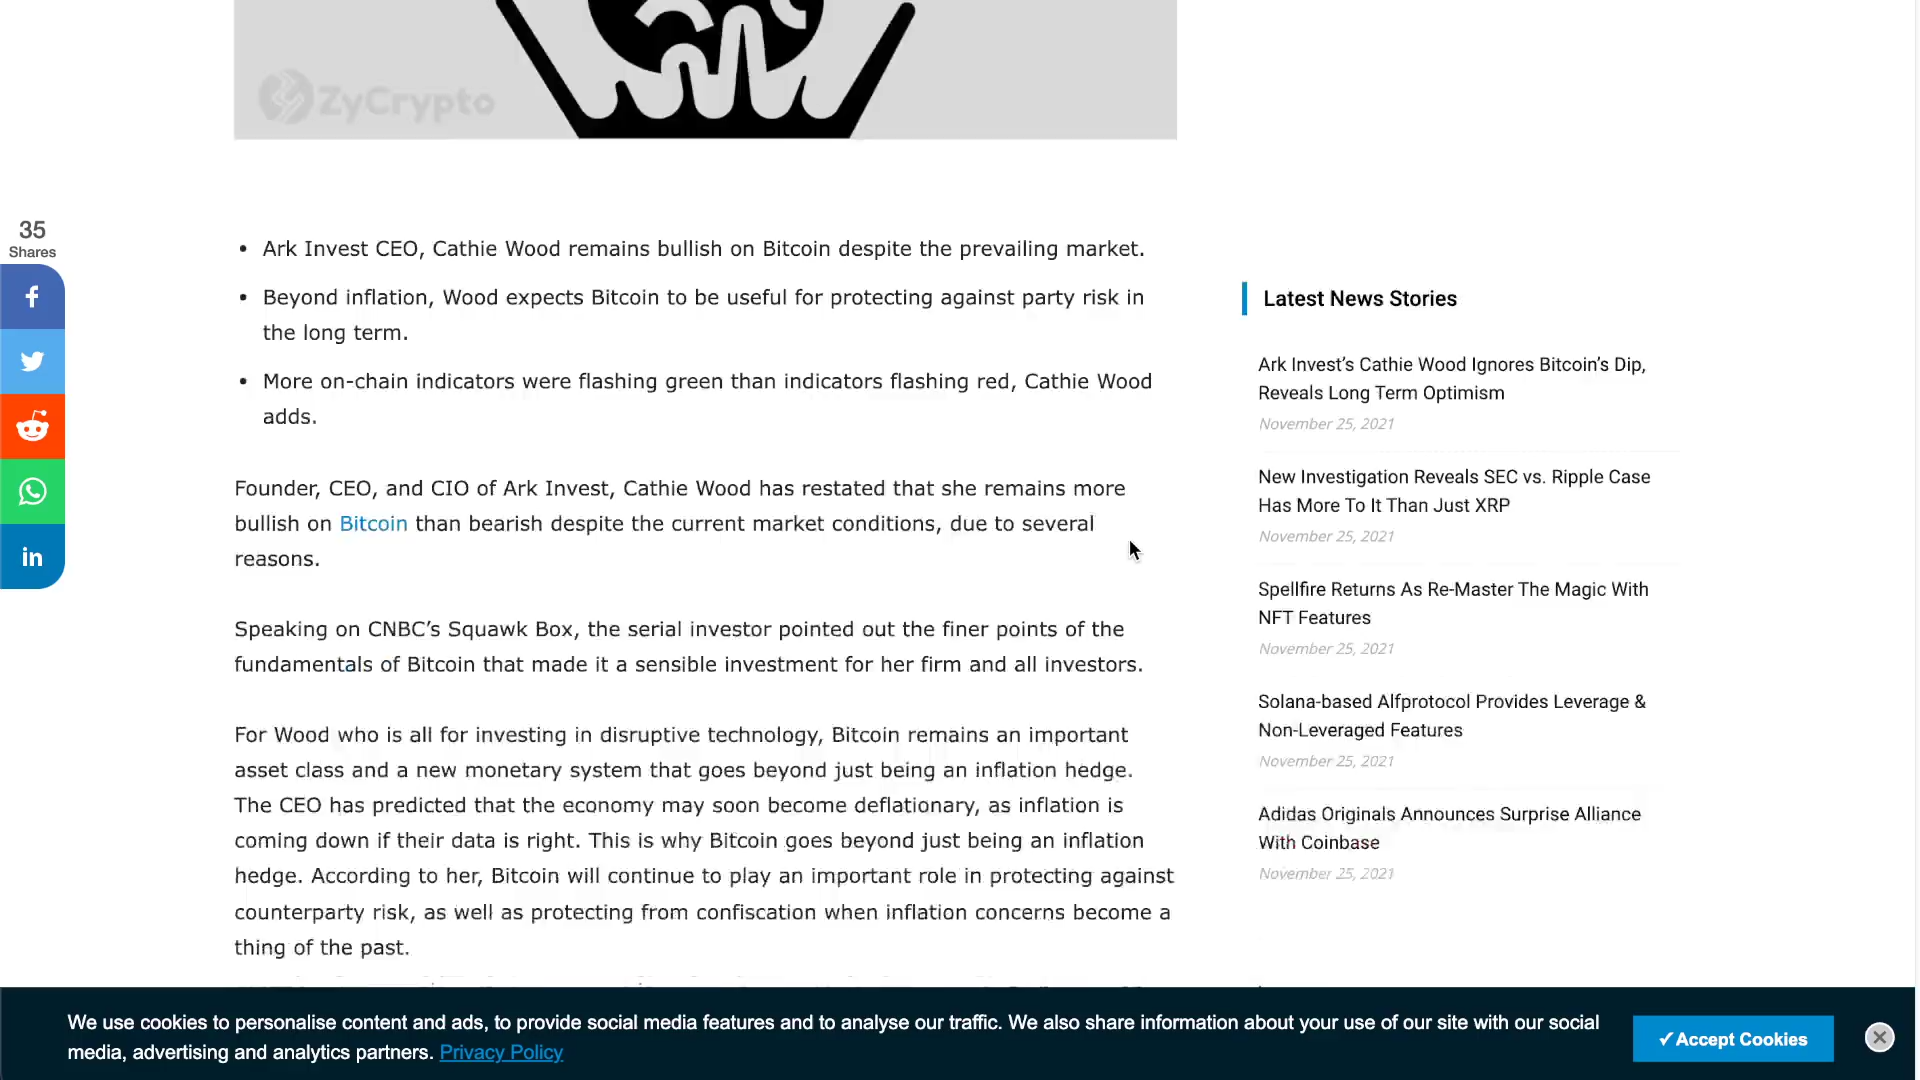 ZyCrypto
35
Shares
• Ark Invest CEO, Cathie Wood remains bullish on Bitcoin despite the prevailing market.
• Beyond inflation, Wood expects Bitcoin to be useful for protecting against party risk in
the long term.
• More on-chain indicators were flashing green than indicators flashing red, Cathie Wood
adds.
Founder, CEO, and CIO of Ark Invest, Cathie Wood has restated that she remains more
bullish on Bitcoin than bearish despite the current market conditions, due to several
reasons.
Speaking on CNBC’s Squawk Box, the serial investor pointed out the finer points of the
fundamentals of Bitcoin that made it a sensible investment for her firm and all investors.
For Wood who is all for investing in disruptive technology, Bitcoin remains an important
asset class and a new monetary system that goes beyond just being an inflation hedge.
The CEO has predicted that the economy may soon become deflationary, as inflation is
coming down if their data is right. This is why Bitcoin goes beyond just being an inflation
hedge. According to her, Bitcoin will continue to play an important role in protecting against
counterparty risk, as well as protecting from confiscation when inflation concerns become a
thing of the past.
Latest News Stories
Ark Invest’s Cathie Wood Ignores Bitcoin’s Dip,
Reveals Long Term Optimism
November 25, 2021
New Investigation Reveals SEC vs. Ripple Case
Has More To It Than Just XRP
November 25, 2021
Spellfire Returns As Re-Master The Magic With
NFT Features
November 25, 2021
Solana-based Alfprotocol Provides Leverage &
Non-Leveraged Features
November 25, 2021
Adidas Originals Announces Surprise Alliance
With Coinbase
November 25, 2021
We use cookies to personalise content and ads, to provide social media features and to analyse our traffic. We also share information about your use of our site with our social
media, advertising and analytics partners. Privacy Policy
✓Accept Cookies